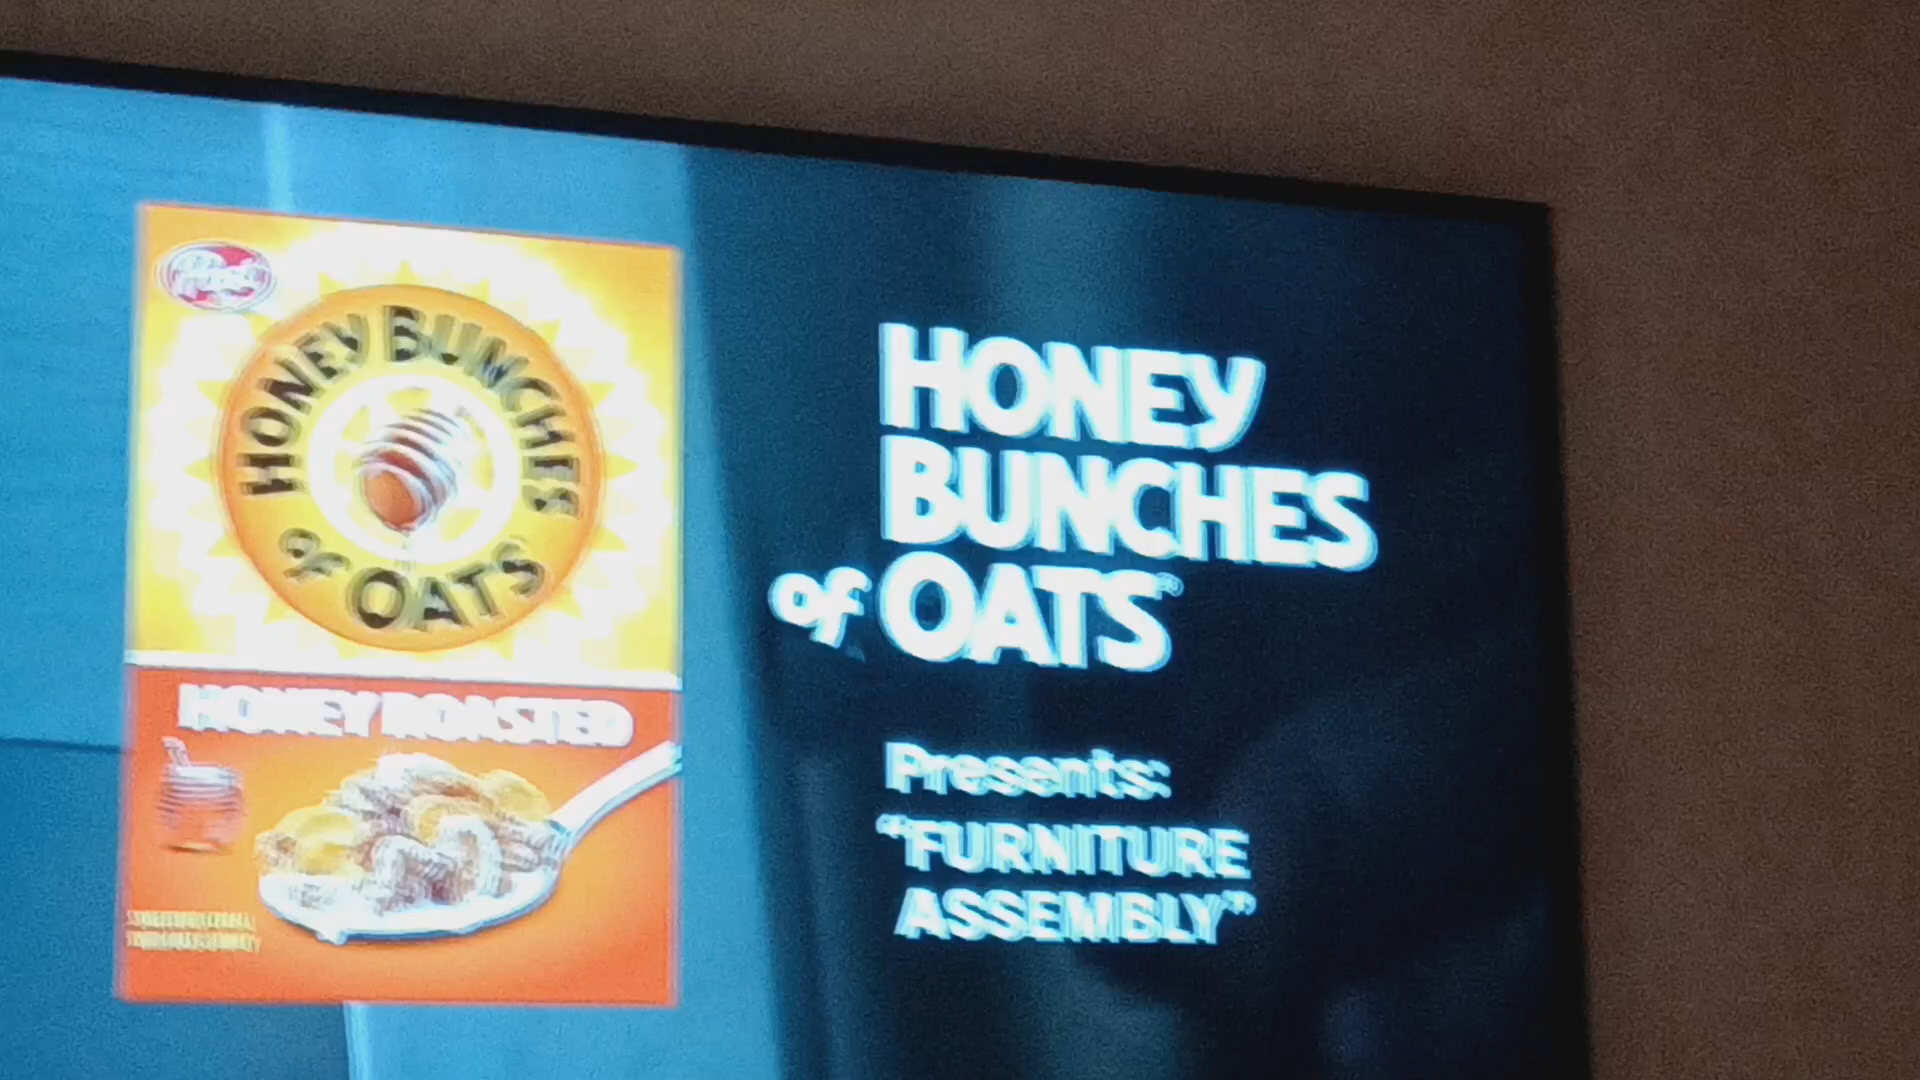 Post
HONEY BUNCHES
of OATS
HONEY ROASTED
HONEY
BUNCHES
of OATS
Presents:
“FURNITURE
ASSEMBLY”